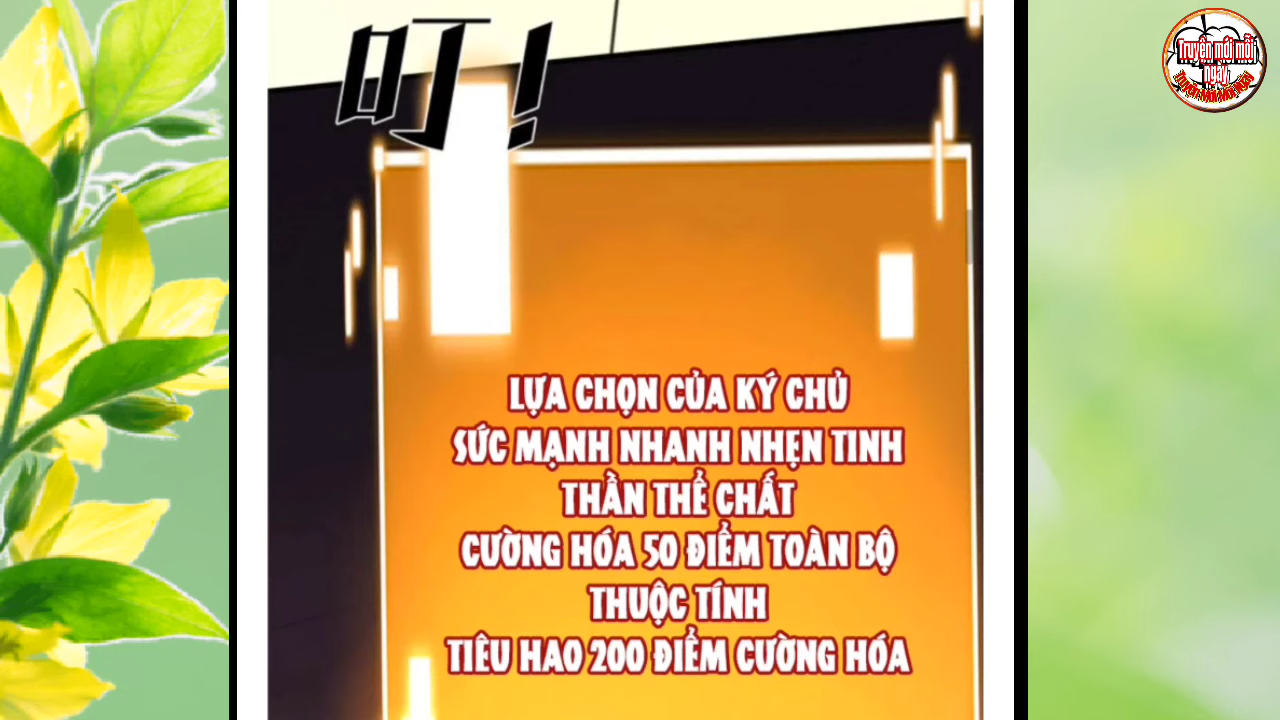 叮!
Truyện mới mỗi
ngày
LỰA CHỌN CỦA KÝ CHỦ
SỨC MẠNH NHANH NHẸN TINH
THẦN THỂ CHẤT
CƯỜNG HÓA 50 ĐIỂM TOÀN BỘ
THUỘC TÍNH
TIÊU HAO 200 ĐIỂM CƯỜNG HÓA